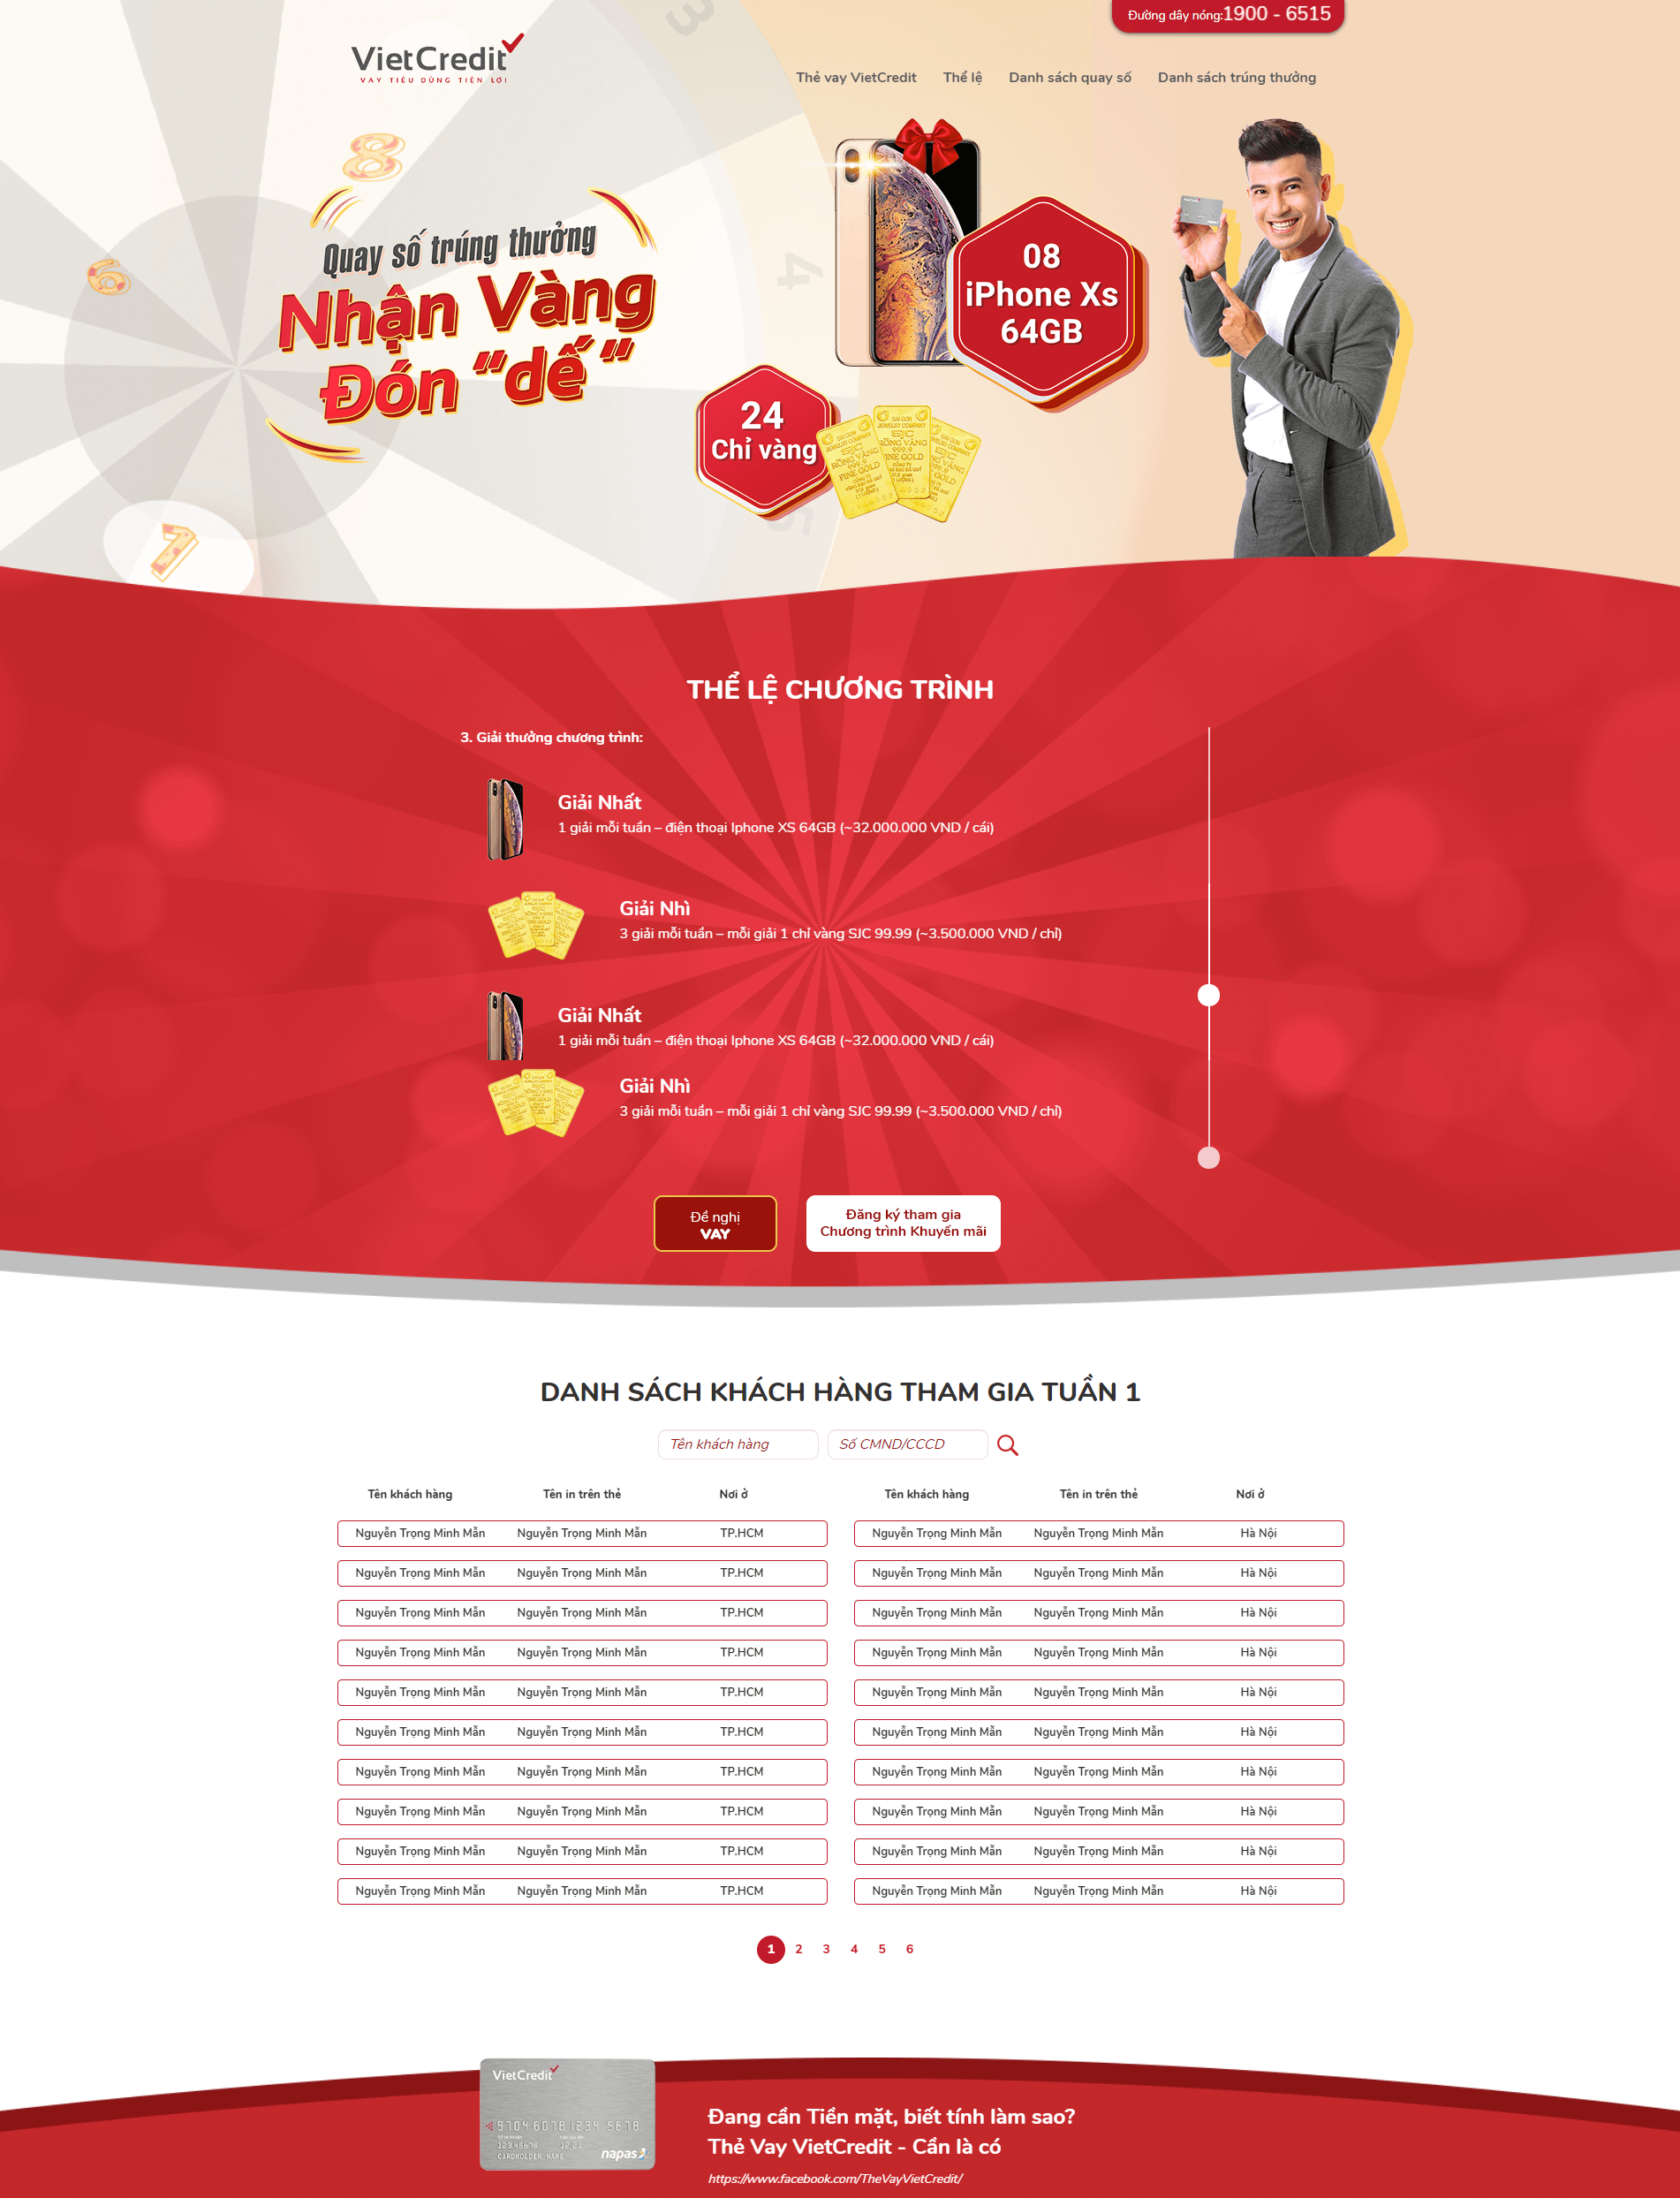 Đường dây nóng:1900 - 6515
VietCredit
VAY TIÊU DÙNG TIỆN LỢI
Thẻ vay VietCredit
Thể lệ
Danh sách quay số
Danh sách trúng thưởng
3
8
6
4
7
5
Quay số trúng thưởng
Nhận Vàng
Đón “dế”
08
iPhone Xs
64GB
24
Chỉ vàng
SAI GON
JEWELRY COMPANY
SJC
RỒNG VÀNG
999.9
FINE GOLD
THỂ LỆ CHƯƠNG TRÌNH
3. Giải thưởng chương trình:
Giải Nhất
1 giải mỗi tuần – điện thoại Iphone XS 64GB (~32.000.000 VND / cái)
Giải Nhì
3 giải mỗi tuần – mỗi giải 1 chỉ vàng SJC 99.99 (~3.500.000 VND / chỉ)
Giải Nhất
1 giải mỗi tuần – điện thoại Iphone XS 64GB (~32.000.000 VND / cái)
Giải Nhì
3 giải mỗi tuần – mỗi giải 1 chỉ vàng SJC 99.99 (~3.500.000 VND / chỉ)
Đề nghị
VAY
Đăng ký tham gia
Chương trình Khuyến mãi
DANH SÁCH KHÁCH HÀNG THAM GIA TUẦN 1
Tên khách hàng Số CMND/CCCD
Tên khách hàng Tên in trên thẻ Nơi ở Tên khách hàng Tên in trên thẻ Nơi ở
Nguyễn Trọng Minh Mẫn Nguyễn Trọng Minh Mẫn TP.HCM Nguyễn Trọng Minh Mẫn Nguyễn Trọng Minh Mẫn Hà Nội
Nguyễn Trọng Minh Mẫn Nguyễn Trọng Minh Mẫn TP.HCM Nguyễn Trọng Minh Mẫn Nguyễn Trọng Minh Mẫn Hà Nội
Nguyễn Trọng Minh Mẫn Nguyễn Trọng Minh Mẫn TP.HCM Nguyễn Trọng Minh Mẫn Nguyễn Trọng Minh Mẫn Hà Nội
Nguyễn Trọng Minh Mẫn Nguyễn Trọng Minh Mẫn TP.HCM Nguyễn Trọng Minh Mẫn Nguyễn Trọng Minh Mẫn Hà Nội
Nguyễn Trọng Minh Mẫn Nguyễn Trọng Minh Mẫn TP.HCM Nguyễn Trọng Minh Mẫn Nguyễn Trọng Minh Mẫn Hà Nội
Nguyễn Trọng Minh Mẫn Nguyễn Trọng Minh Mẫn TP.HCM Nguyễn Trọng Minh Mẫn Nguyễn Trọng Minh Mẫn Hà Nội
Nguyễn Trọng Minh Mẫn Nguyễn Trọng Minh Mẫn TP.HCM Nguyễn Trọng Minh Mẫn Nguyễn Trọng Minh Mẫn Hà Nội
Nguyễn Trọng Minh Mẫn Nguyễn Trọng Minh Mẫn TP.HCM Nguyễn Trọng Minh Mẫn Nguyễn Trọng Minh Mẫn Hà Nội
Nguyễn Trọng Minh Mẫn Nguyễn Trọng Minh Mẫn TP.HCM Nguyễn Trọng Minh Mẫn Nguyễn Trọng Minh Mẫn Hà Nội
Nguyễn Trọng Minh Mẫn Nguyễn Trọng Minh Mẫn TP.HCM Nguyễn Trọng Minh Mẫn Nguyễn Trọng Minh Mẫn Hà Nội
1 2 3 4 5 6
VietCredit
9704 6078 1234 5678
12345678 12/21
CARDHOLDER NAME
napas
Đang cần Tiền mặt, biết tính làm sao?
Thẻ Vay VietCredit - Cần là có
https://www.facebook.com/TheVayVietCredit/